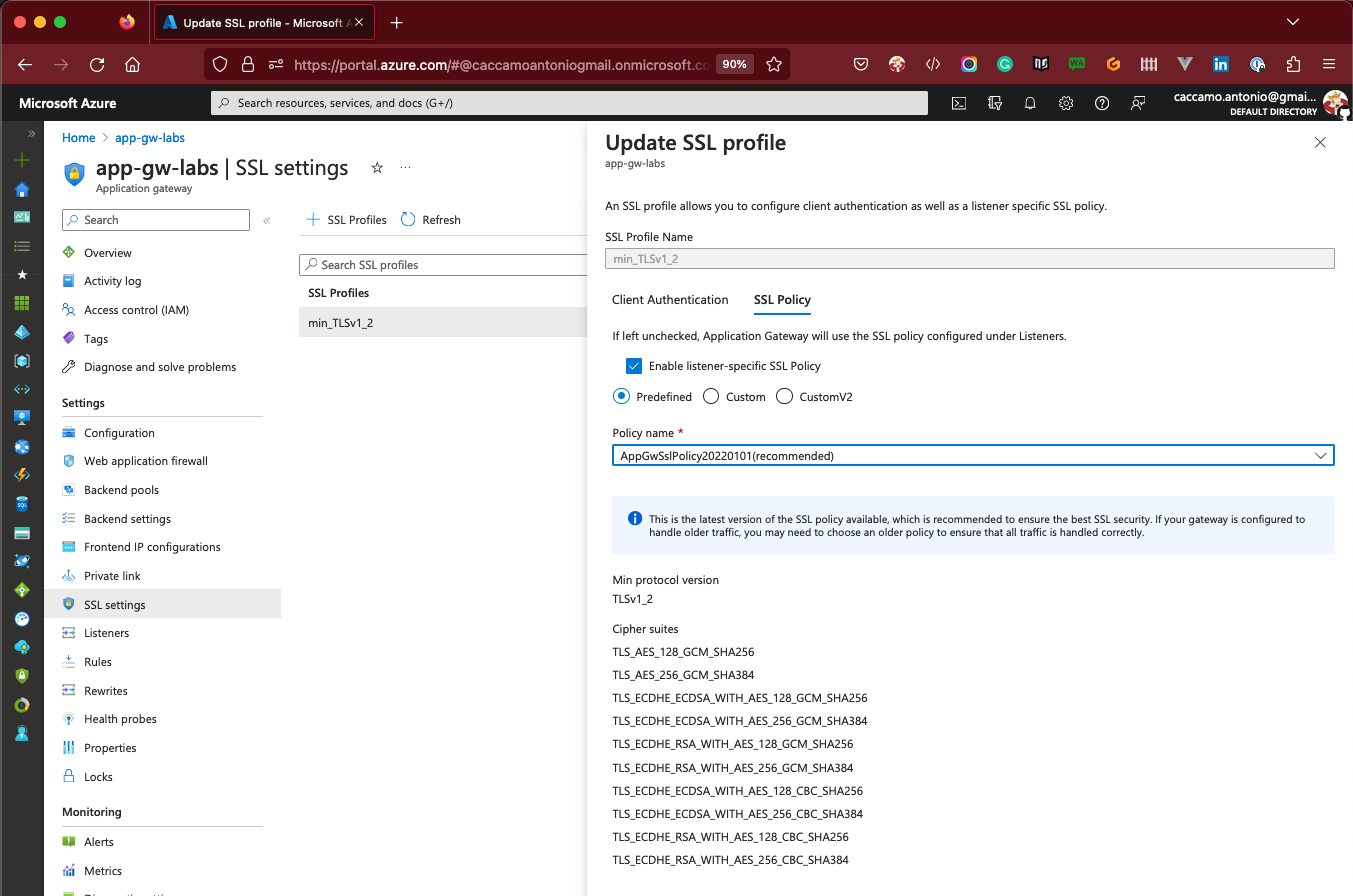 Update SSL profile - Microsoft A
https://portal.azure.com/#@caccamoantoniogmail.onmicrosoft.co
90%
Microsoft Azure
Search resources, services, and docs (G+/)
caccamo.antonio@gmai...
DEFAULT DIRECTORY
Home > app-gw-labs
app-gw-labs | SSL settings
Application gateway
Search
Overview
Activity log
Access control (IAM)
Tags
Diagnose and solve problems
Settings
Configuration
Web application firewall
Backend pools
Backend settings
Frontend IP configurations
Private link
SSL settings
Listeners
Rules
Rewrites
Health probes
Properties
Locks
Monitoring
Alerts
Metrics
SSL Profiles
Refresh
Search SSL profiles
SSL Profiles
min_TLSv1_2
Update SSL profile
app-gw-labs
An SSL profile allows you to configure client authentication as well as a listener specific SSL policy.
SSL Profile Name
min_TLSv1_2
Client Authentication
SSL Policy
If left unchecked, Application Gateway will use the SSL policy configured under Listeners.
Enable listener-specific SSL Policy
Predefined
Custom
CustomV2
Policy name *
AppGwSslPolicy20220101(recommended)
This is the latest version of the SSL policy available, which is recommended to ensure the best SSL security. If your gateway is configured to
handle older traffic, you may need to choose an older policy to ensure that all traffic is handled correctly.
Min protocol version
TLSv1_2
Cipher suites
TLS_AES_128_GCM_SHA256
TLS_AES_256_GCM_SHA384
TLS_ECDHE_ECDSA_WITH_AES_128_GCM_SHA256
TLS_ECDHE_ECDSA_WITH_AES_256_GCM_SHA384
TLS_ECDHE_RSA_WITH_AES_128_GCM_SHA256
TLS_ECDHE_RSA_WITH_AES_256_GCM_SHA384
TLS_ECDHE_ECDSA_WITH_AES_128_CBC_SHA256
TLS_ECDHE_ECDSA_WITH_AES_256_CBC_SHA384
TLS_ECDHE_RSA_WITH_AES_128_CBC_SHA256
TLS_ECDHE_RSA_WITH_AES_256_CBC_SHA384